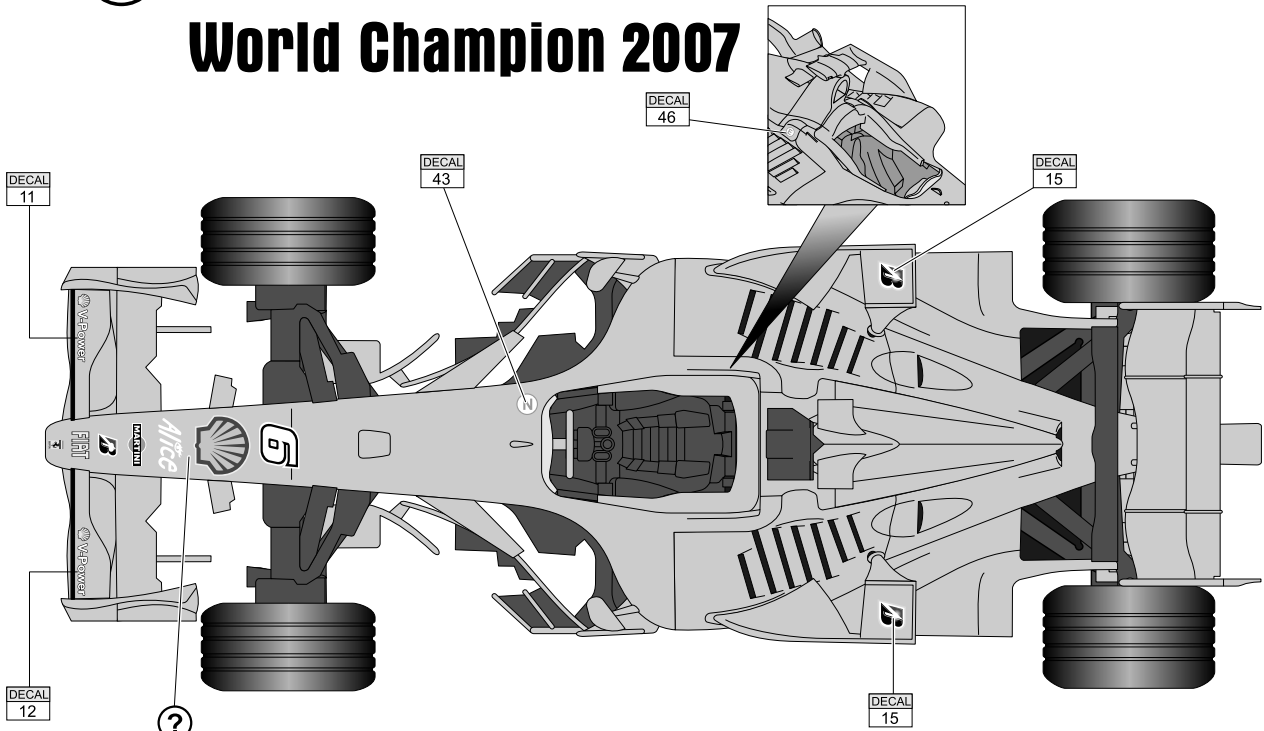 World Champion 2007
DECAL
46
DECAL
43
DECAL
15
DECAL
11
V-Power
FIAT
MARTINI
Alice
6
N
V-Power
DECAL
12
?
DECAL
15